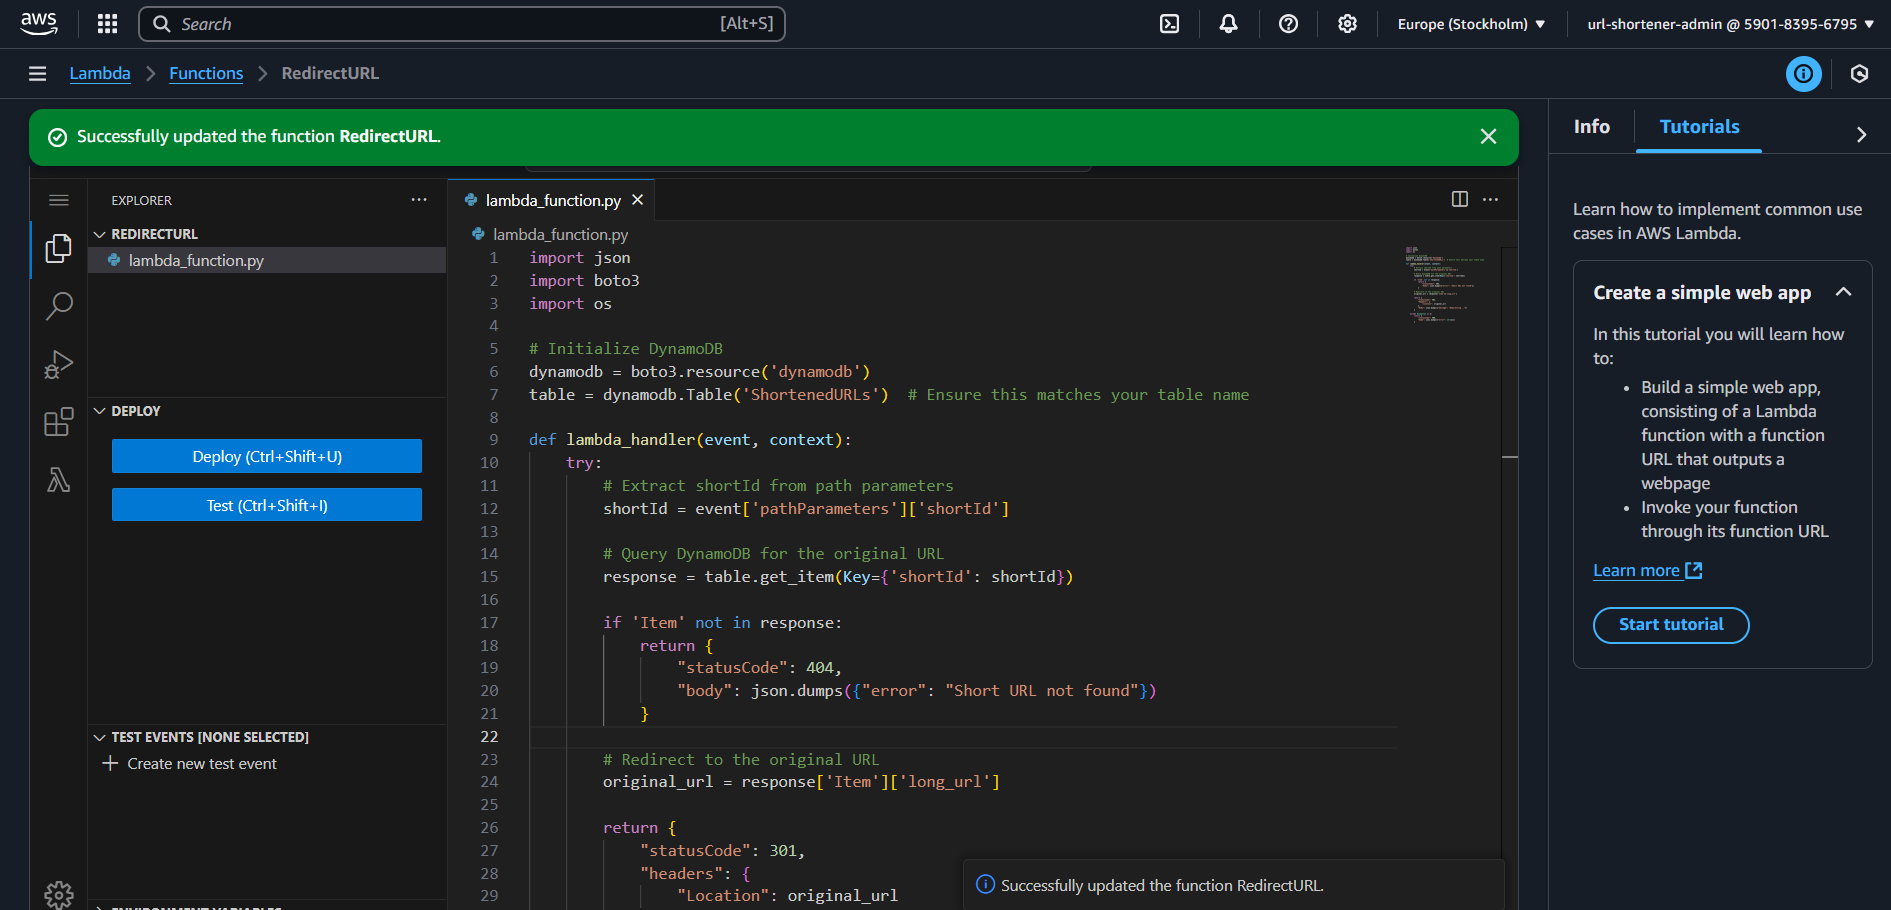 aws
Search
[Alt+S]
Europe (Stockholm)
url-shortener-admin @ 5901-8395-6795
Lambda
Functions
RedirectURL
Successfully updated the function RedirectURL.
Info
Tutorials
EXPLORER
REDIRECTURL
lambda_function.py
DEPLOY
Deploy (Ctrl+Shift+U)
Test (Ctrl+Shift+I)
TEST EVENTS [NONE SELECTED]
Create new test event
ENVIRONMENT VARIABLES
lambda_function.py
lambda_function.py
1 import json
2 import boto3
3 import os
4
5 # Initialize DynamoDB
6 dynamodb = boto3.resource('dynamodb')
7 table = dynamodb.Table('ShortenedURLs')  # Ensure this matches your table name
8
9 def lambda_handler(event, context):
10 try:
11 # Extract shortId from path parameters
12 shortId = event['pathParameters']['shortId']
13
14 # Query DynamoDB for the original URL
15 response = table.get_item(Key={'shortId': shortId})
16
17 if 'Item' not in response:
18 return {
19 "statusCode": 404,
20 "body": json.dumps({"error": "Short URL not found"})
21 }
22
23 # Redirect to the original URL
24 original_url = response['Item']['long_url']
25
26 return {
27 "statusCode": 301,
28 "headers": {
29 "Location": original_url
Successfully updated the function RedirectURL.
Learn how to implement common use
cases in AWS Lambda.
Create a simple web app
In this tutorial you will learn how
to:
• Build a simple web app,
consisting of a Lambda
function with a function
URL that outputs a
webpage
• Invoke your function
through its function URL
Learn more
Start tutorial